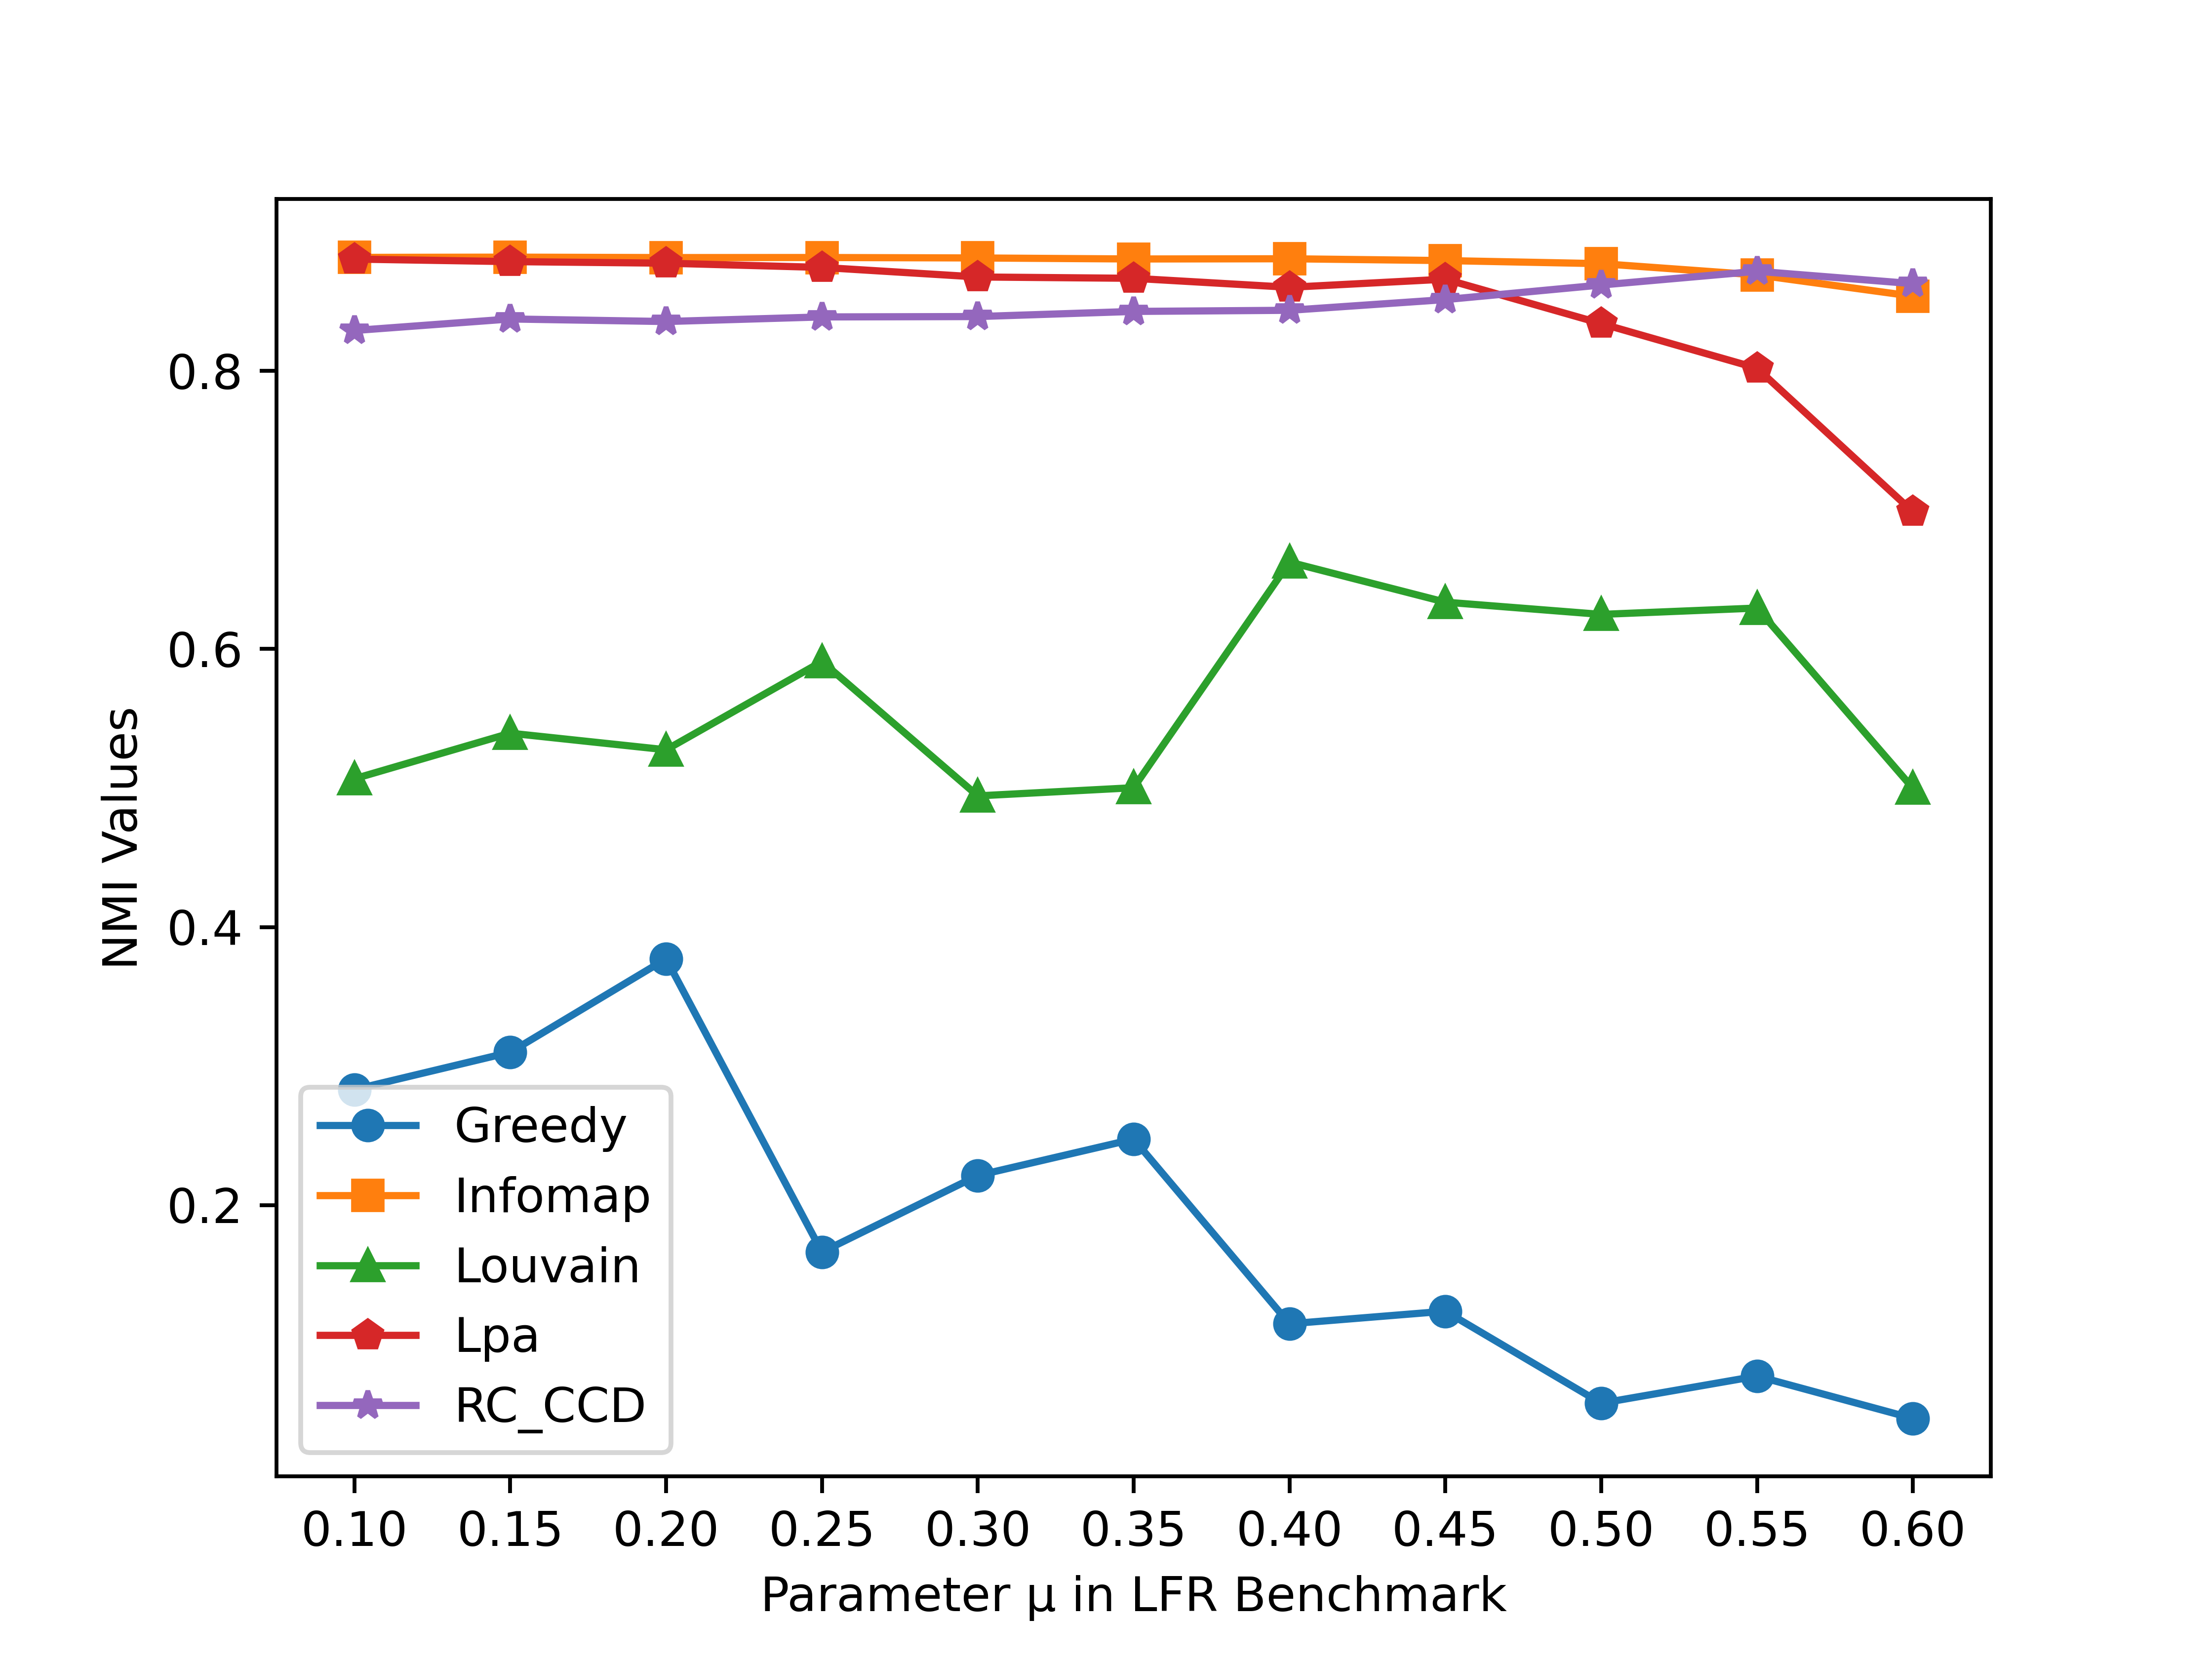 0.8
0.6
0.4
0.2
NMI Values
Greedy
Infomap
Louvain
Lpa
RC_CCD
0.10 0.15 0.20 0.25 0.30 0.35 0.40 0.45 0.50 0.55 0.60
Parameter μ in LFR Benchmark